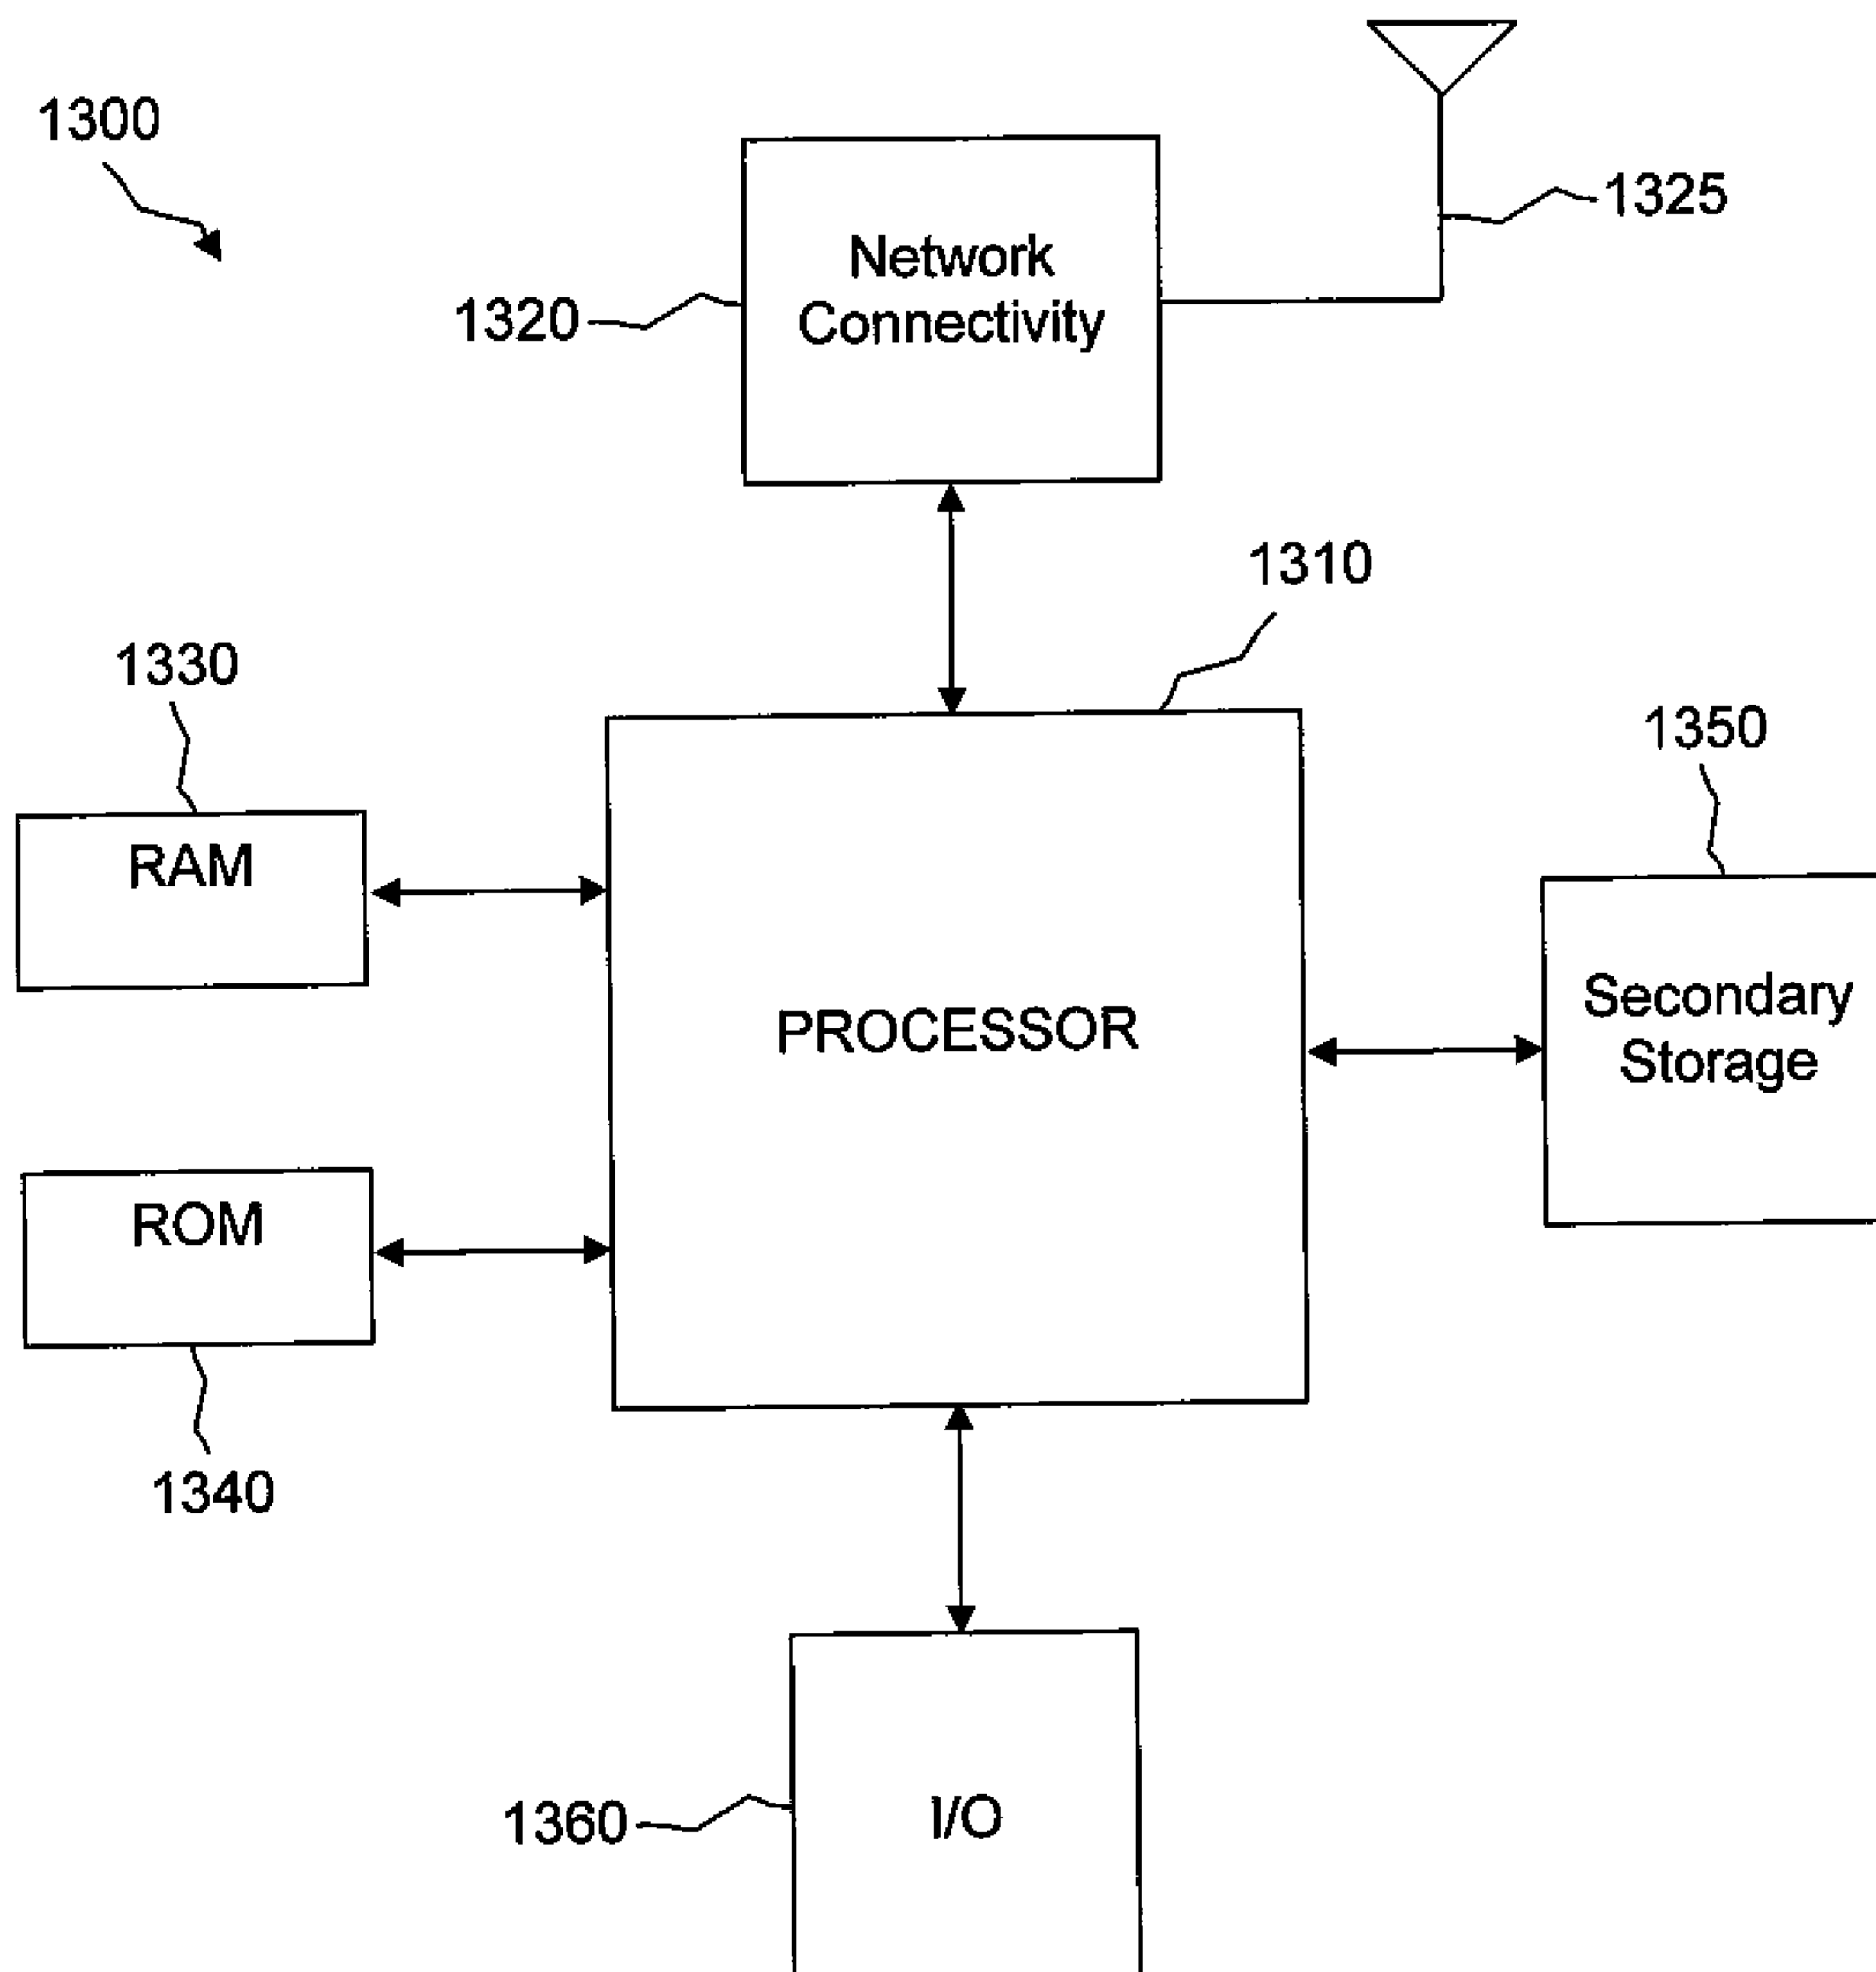 1300
1325
Network
Connectivity
1320
1310
1330
1350
RAM
PROCESSOR
Secondary
Storage
ROM
1340
1360
I/O